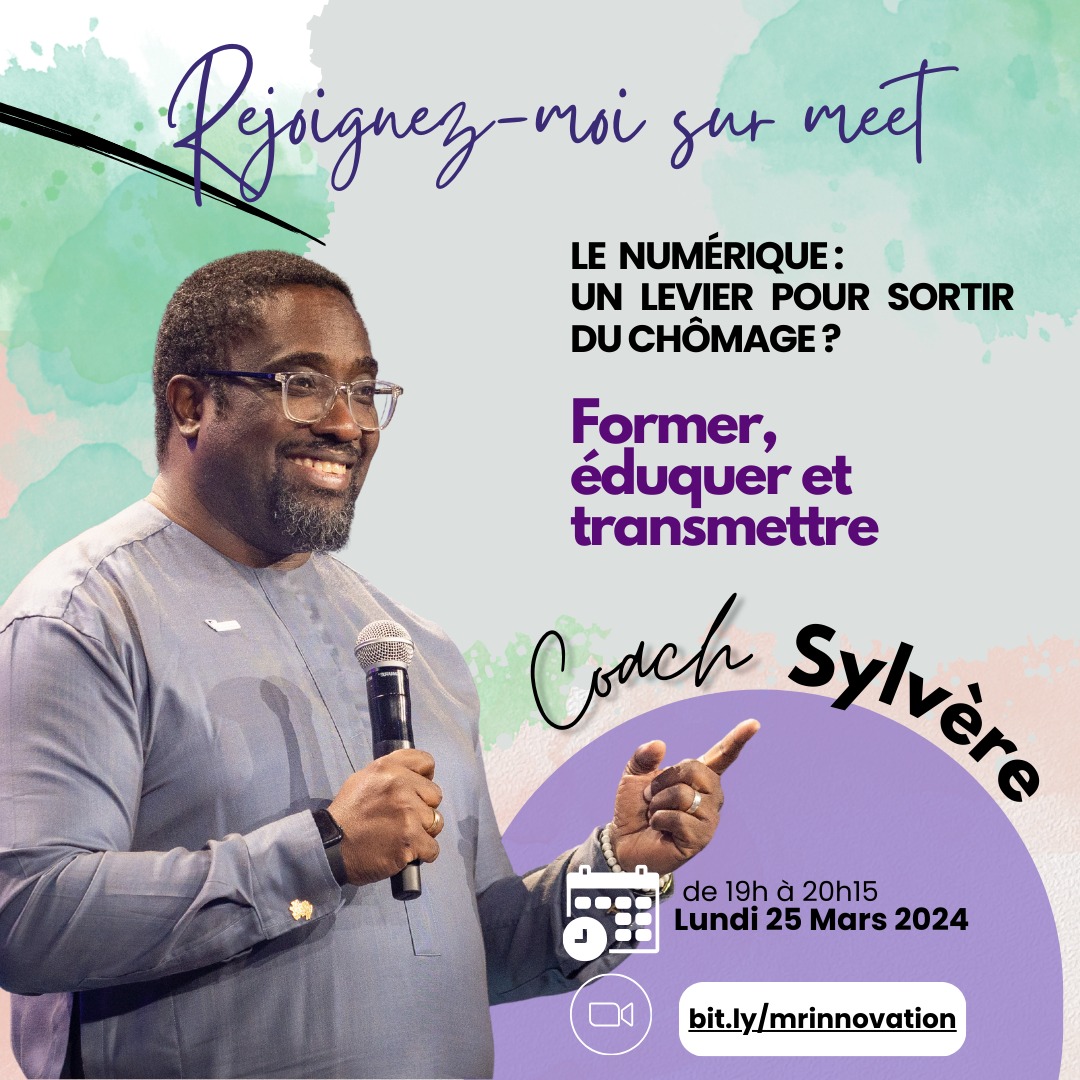 Rejoignez-moi sur meet
LE NUMÉRIQUE :
UN LEVIER POUR SORTIR
DU CHÔMAGE ?
Former,
éduquer et
transmettre
Coach Sylvère
de 19h à 20h15
Lundi 25 Mars 2024
bit.ly/mrinnovation